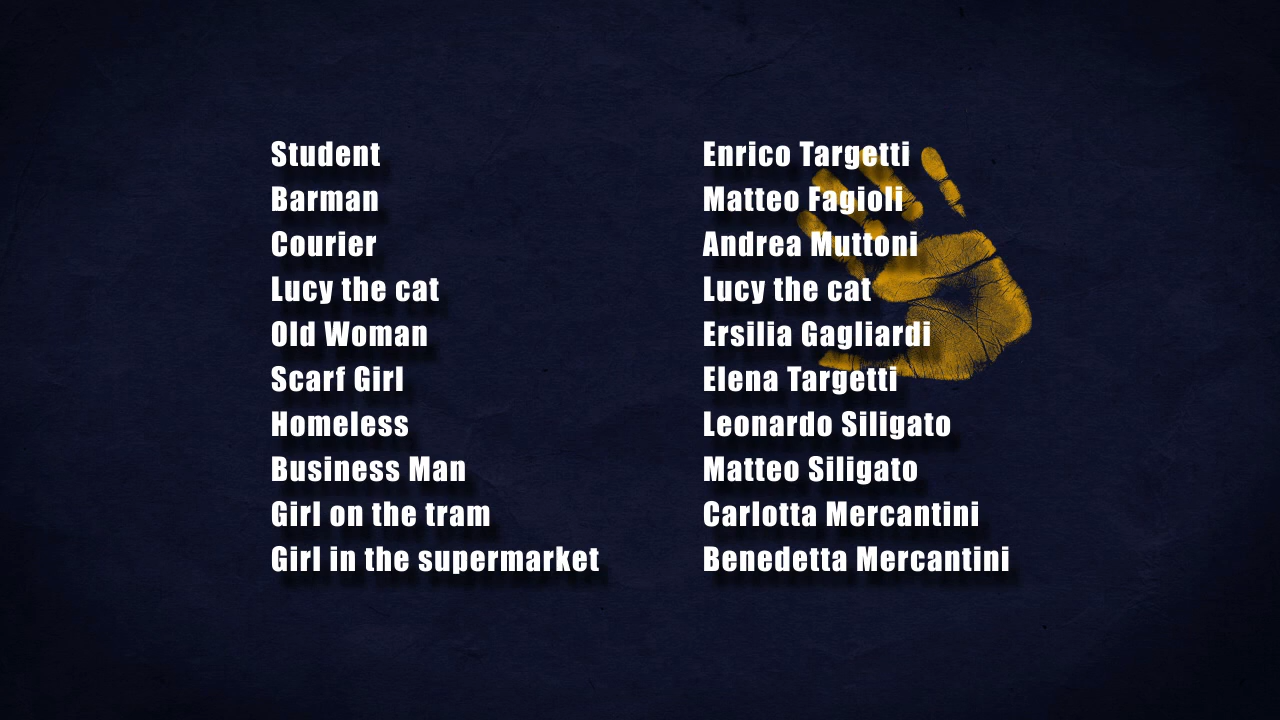 Student Enrico Targetti
Barman Matteo Fagioli
Courier Andrea Muttoni
Lucy the cat Lucy the cat
Old Woman Ersilia Gagliardi
Scarf Girl Elena Targetti
Homeless Leonardo Siligato
Business Man Matteo Siligato
Girl on the tram Carlotta Mercantini
Girl in the supermarket Benedetta Mercantini